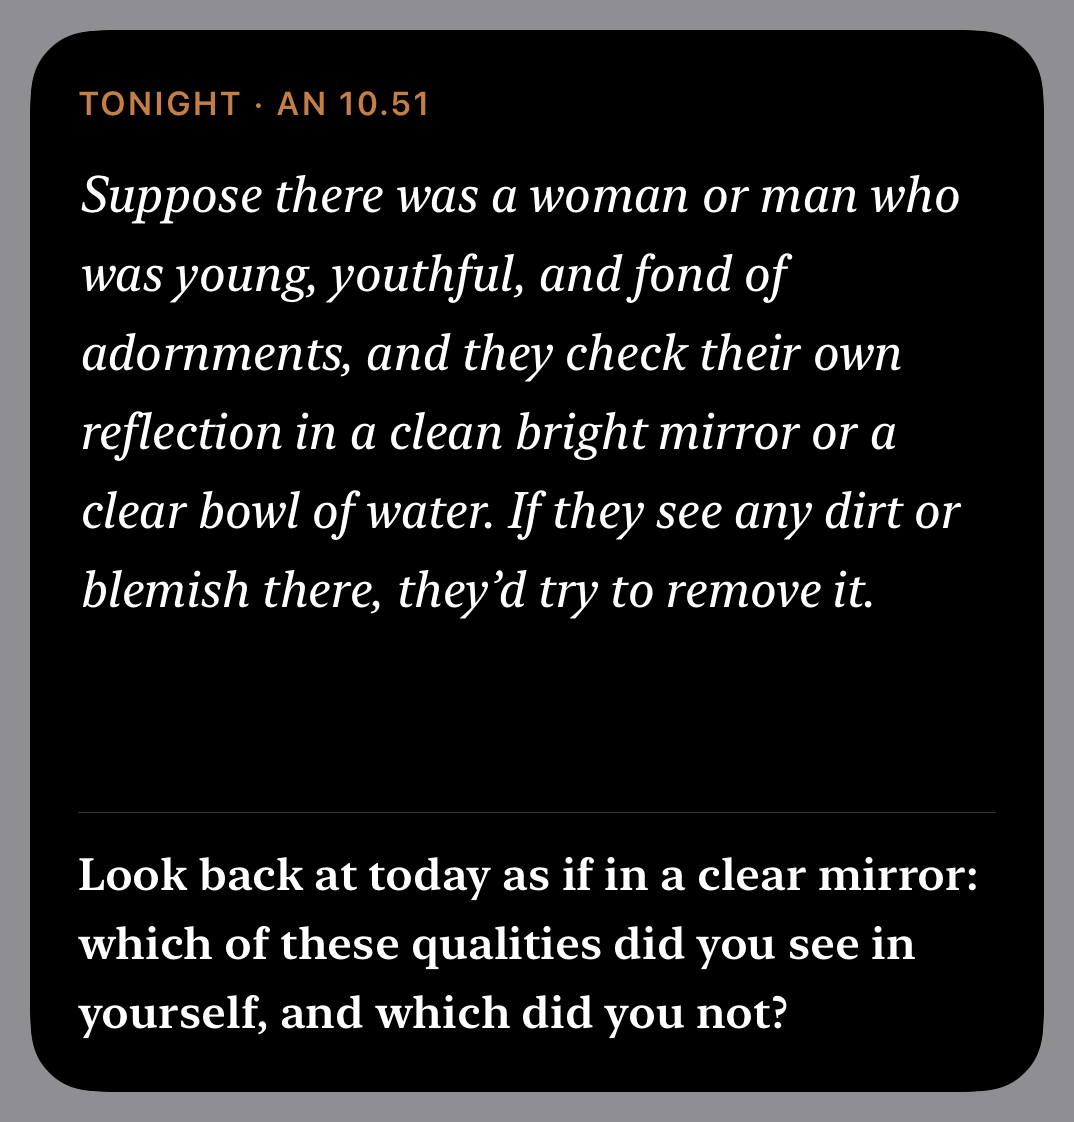 TONIGHT · AN 10.51
Suppose there was a woman or man who
was young, youthful, and fond of
adornments, and they check their own
reflection in a clean bright mirror or a
clear bowl of water. If they see any dirt or
blemish there, they’d try to remove it.
Look back at today as if in a clear mirror:
which of these qualities did you see in
yourself, and which did you not?